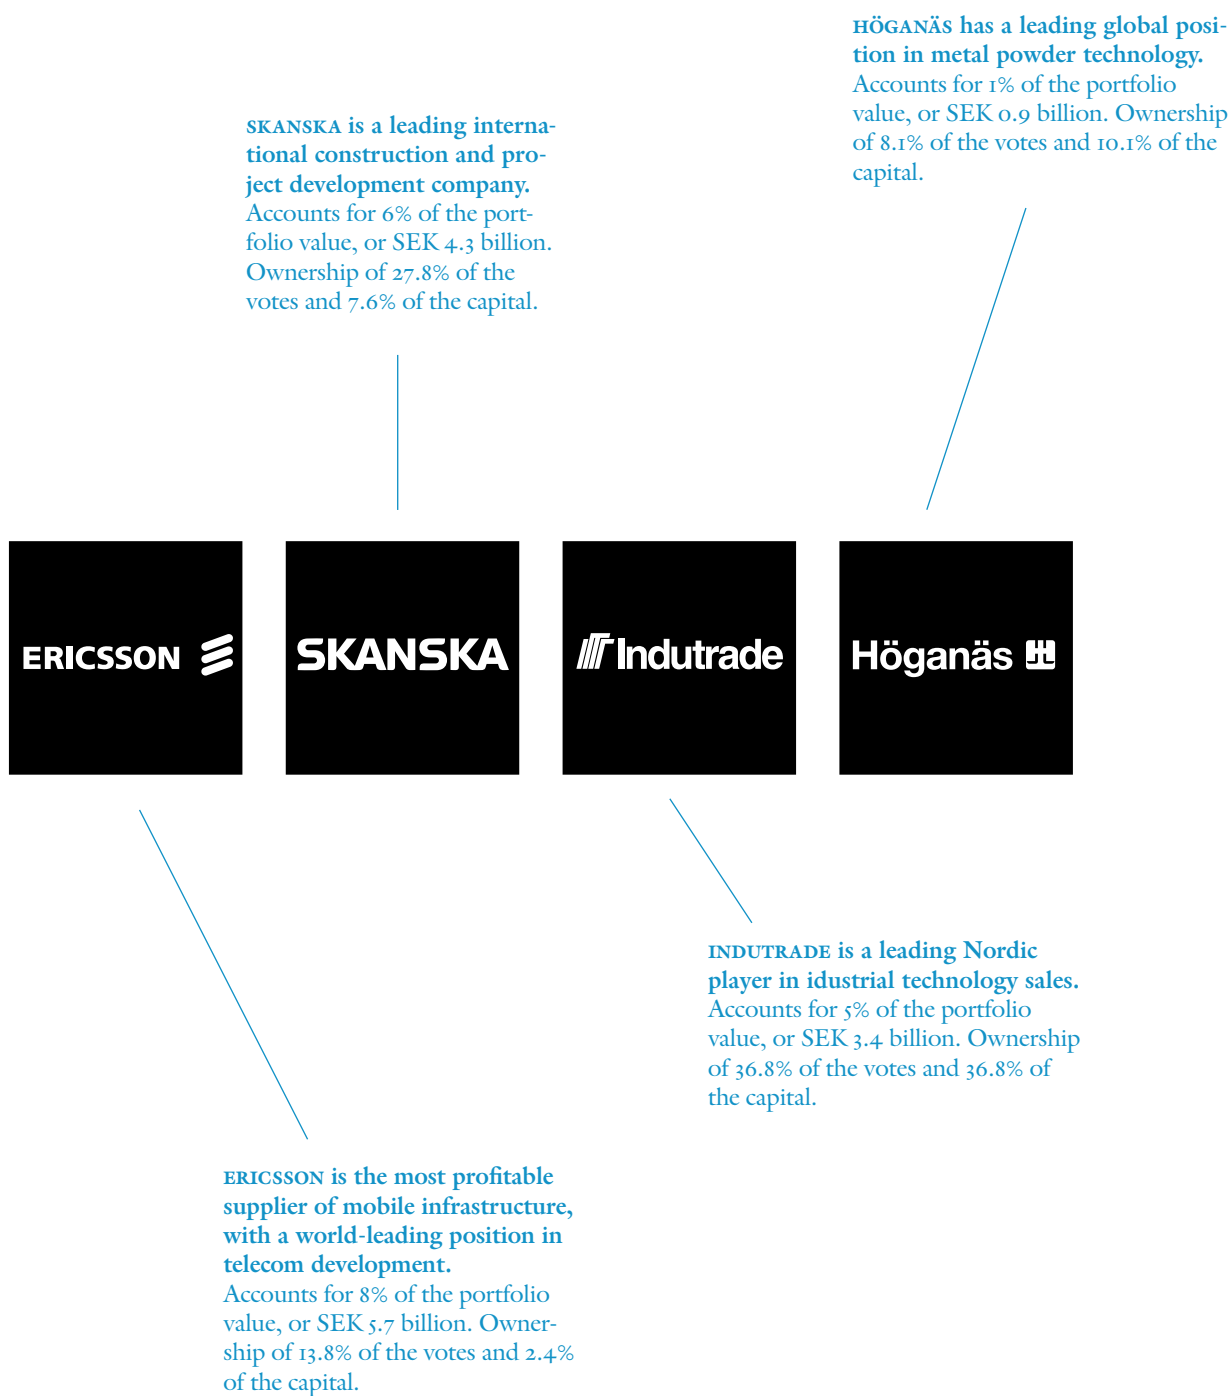 HÖGANÄS has a leading global posi-
tion in metal powder technology.
Accounts for 1% of the portfolio
value, or SEK 0.9 billion. Ownership
of 8.1% of the votes and 10.1% of the
capital.
SKANSKA is a leading interna-
tional construction and pro-
ject development company.
Accounts for 6% of the port-
folio value, or SEK 4.3 billion.
Ownership of 27.8% of the
votes and 7.6% of the capital.
ERICSSON
SKANSKA
Indutrade
Höganäs
INDUTRADE is a leading Nordic
player in idustrial technology sales.
Accounts for 5% of the portfolio
value, or SEK 3.4 billion. Ownership
of 36.8% of the votes and 36.8% of
the capital.
ERICSSON is the most profitable
supplier of mobile infrastructure,
with a world-leading position in
telecom development.
Accounts for 8% of the portfolio
value, or SEK 5.7 billion. Owner-
ship of 13.8% of the votes and 2.4%
of the capital.